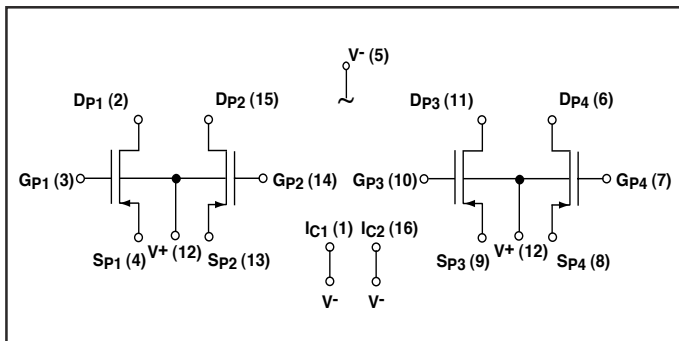 V- (5)
DP1 (2) DP2 (15) DP3 (11) DP4 (6)
GP1 (3) GP2 (14) GP3 (10) GP4 (7)
IC1 (1) IC2 (16)
SP1 (4) V+ (12) SP2 (13) SP3 (9) V+ (12) SP4 (8)
V- V-